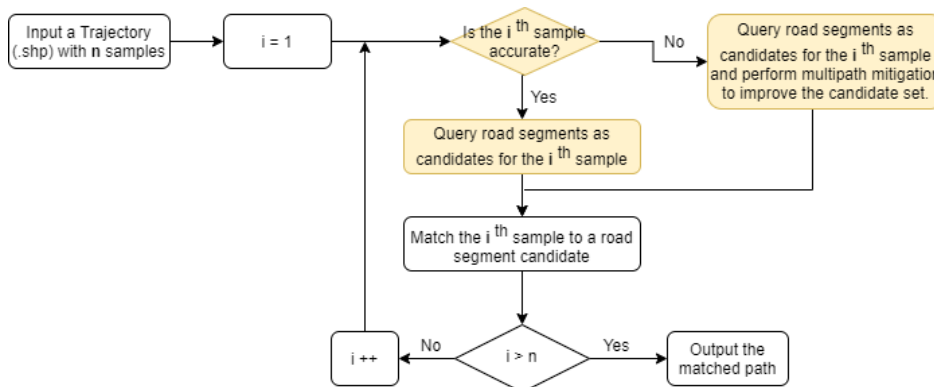 Input a Trajectory
(.shp) with n samples
i = 1
Is the i th sample
accurate?
No
Query road segments as
candidates for the i th sample
and perform multipath mitigation
to improve the candidate set.
Yes
Query road segments as
candidates for the i th sample
Match the i th sample to a road
segment candidate
i > n
No
i ++
Yes
Output the
matched path